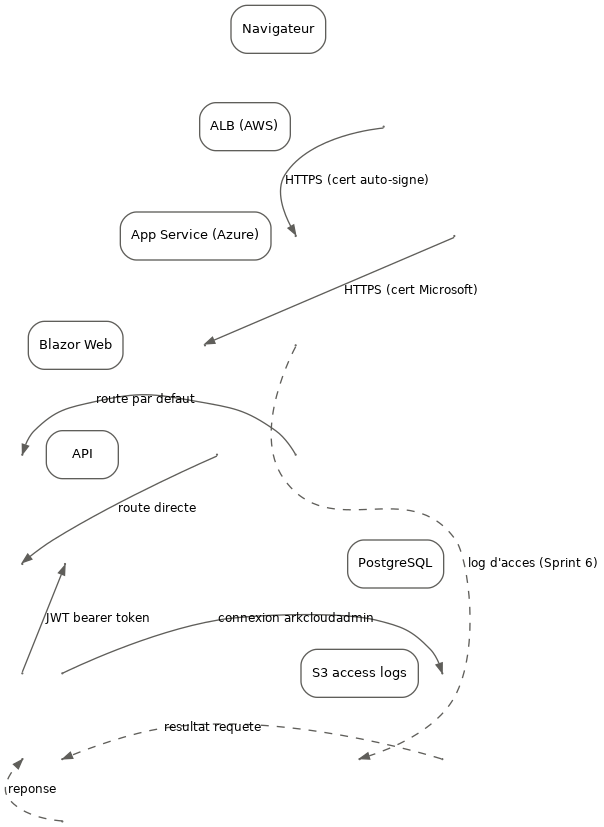 Navigateur
ALB (AWS)
HTTPS (cert auto-signe)
App Service (Azure)
HTTPS (cert Microsoft)
Blazor Web
route par defaut
API
route directe
PostgreSQL
log d'acces (Sprint 6)
JWT bearer token
connexion arkcloudadmin
S3 access logs
resultat requete
reponse